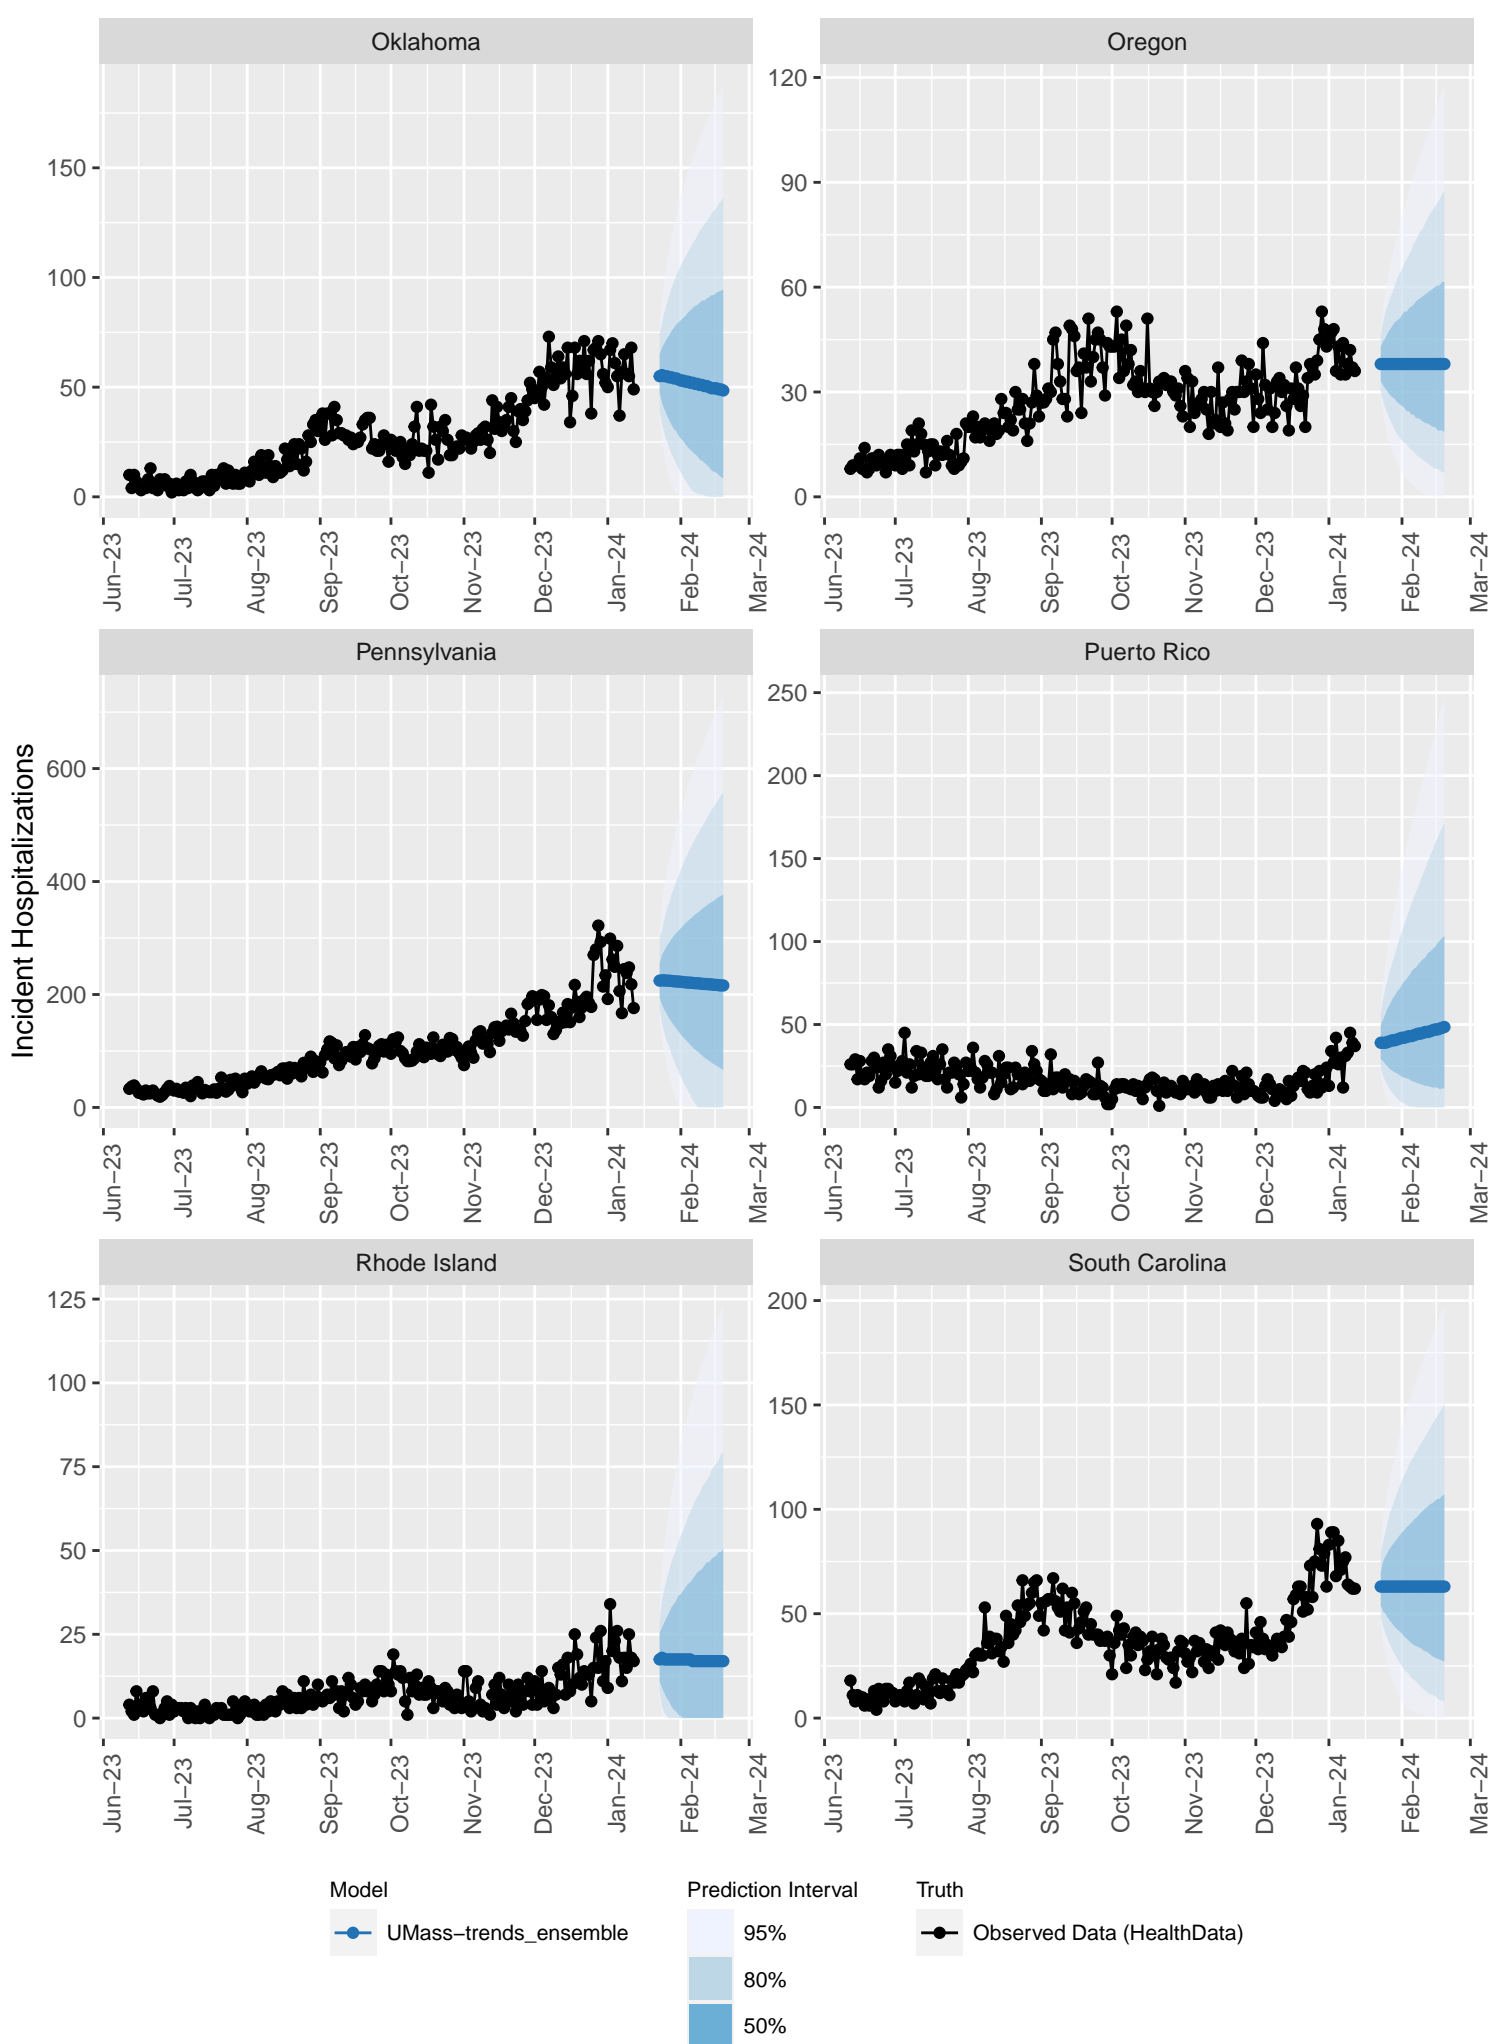 Oklahoma
Oregon
150
100
50
0
120
90
60
30
0
Jun−23
Jul−23
Aug−23
Sep−23
Oct−23
Nov−23
Dec−23
Jan−24
Feb−24
Mar−24
Jun−23
Jul−23
Aug−23
Sep−23
Oct−23
Nov−23
Dec−23
Jan−24
Feb−24
Mar−24
Incident Hospitalizations
Pennsylvania
Puerto Rico
600
400
200
0
250
200
150
100
50
0
Jun−23
Jul−23
Aug−23
Sep−23
Oct−23
Nov−23
Dec−23
Jan−24
Feb−24
Mar−24
Jun−23
Jul−23
Aug−23
Sep−23
Oct−23
Nov−23
Dec−23
Jan−24
Feb−24
Mar−24
Rhode Island
South Carolina
125
100
75
50
25
0
200
150
100
50
0
Jun−23
Jul−23
Aug−23
Sep−23
Oct−23
Nov−23
Dec−23
Jan−24
Feb−24
Mar−24
Jun−23
Jul−23
Aug−23
Sep−23
Oct−23
Nov−23
Dec−23
Jan−24
Feb−24
Mar−24
Model
UMass−trends_ensemble
Prediction Interval
95%
80%
50%
Truth
Observed Data (HealthData)